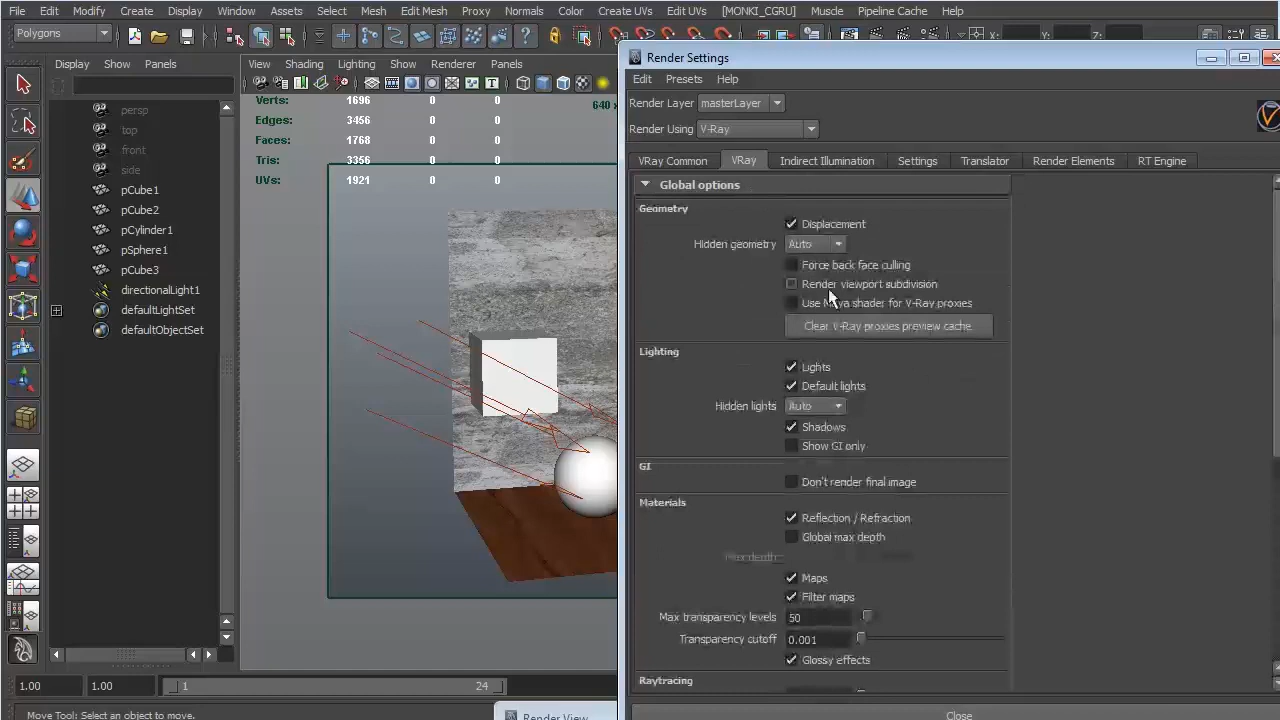 File Edit Modify Create Display Window Assets Select Mesh Edit Mesh Proxy Normals Color Create UVs Edit UVs [MONKI_CGRU] Muscle Pipeline Cache Help
Polygons X: Y: Z:
Render Settings
Display Show Panels View Shading Lighting Show Renderer Panels
Edit Presets Help
Verts: 1696 0 0
640 x
Render Layer masterLayer
Edges: 3456 0 0
Render Using V-Ray
Faces: 1768 0 0
Tris: 3356 0 0
UVs: 1921 0 0
VRay Common VRay Indirect Illumination Settings Translator Render Elements RT Engine
persp
top
front
side
pCube1
pCube2
pCylinder1
pSphere1
pCube3
directionalLight1
defaultLightSet
defaultObjectSet
Global options
Geometry
Displacement
Hidden geometry Auto
Force back face culling
Render viewport subdivision
Use Maya shader for V-Ray proxies
Clear V-Ray proxies preview cache
Lighting
Lights
Default lights
Hidden lights Auto
Shadows
Show GI only
GI
Don't render final image
Materials
Reflection / Refraction
Global max depth
Max depth
Maps
Filter maps
Max transparency levels 50
Transparency cutoff 0.001
Glossy effects
Raytracing
1.00 1.00 1 24
Move Tool: Select an object to move.
Render View
Close